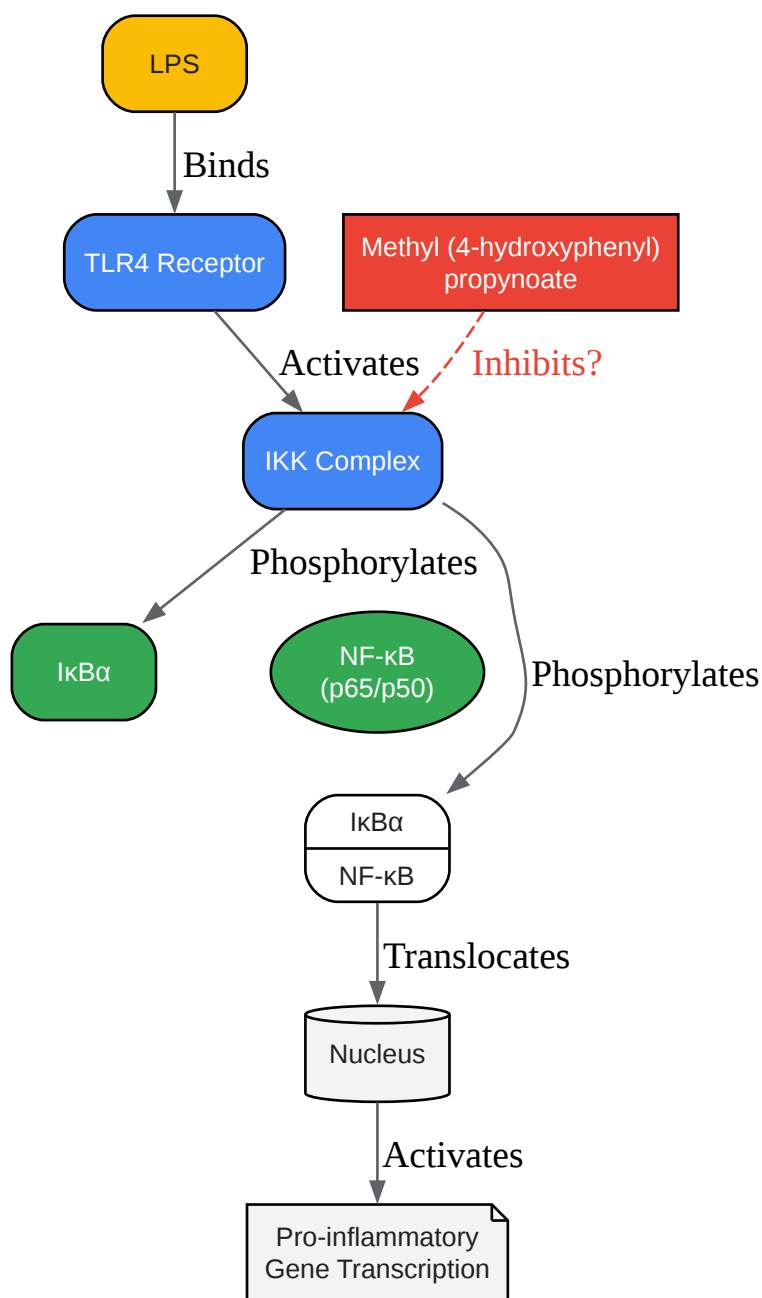 LPS
Binds
TLR4 Receptor
Methyl (4-hydroxyphenyl)
propynoate
Activates
Inhibits?
IKK Complex
Phosphorylates
IκBα
NF-κB
(p65/p50)
Phosphorylates
IκBα
NF-κB
Translocates
Nucleus
Activates
Pro-inflammatory
Gene Transcription